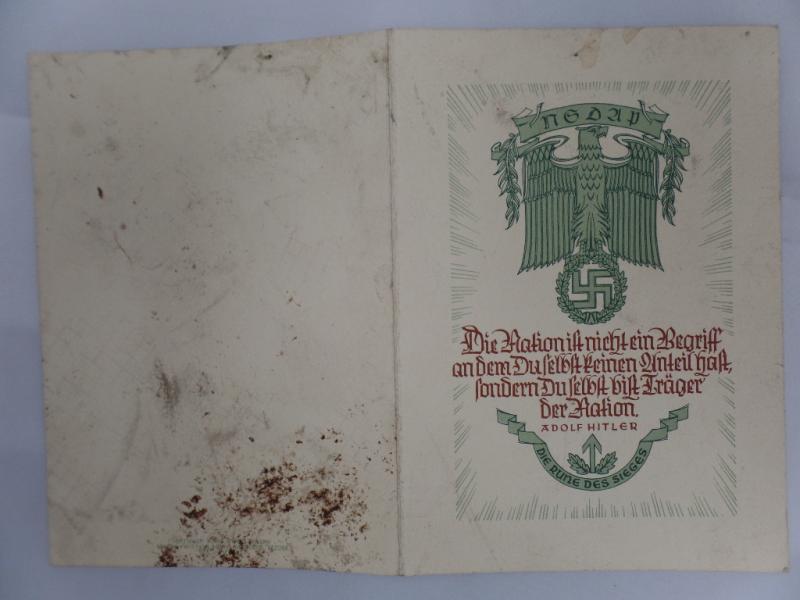 NSDAP
Die Nation ist nicht ein Begriff
an dem Du selbst keinen Anteil hast,
sondern Du selbst bist Träger
der Nation.
ADOLF HITLER
DIE RUNE DES SIEGES